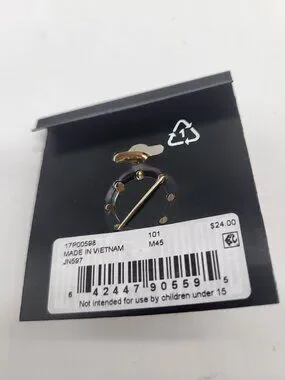 1
17P00598 101 $24.00
MADE IN VIETNAM M45
JN597
6 42447 90559 5
Not intended for use by children under 15